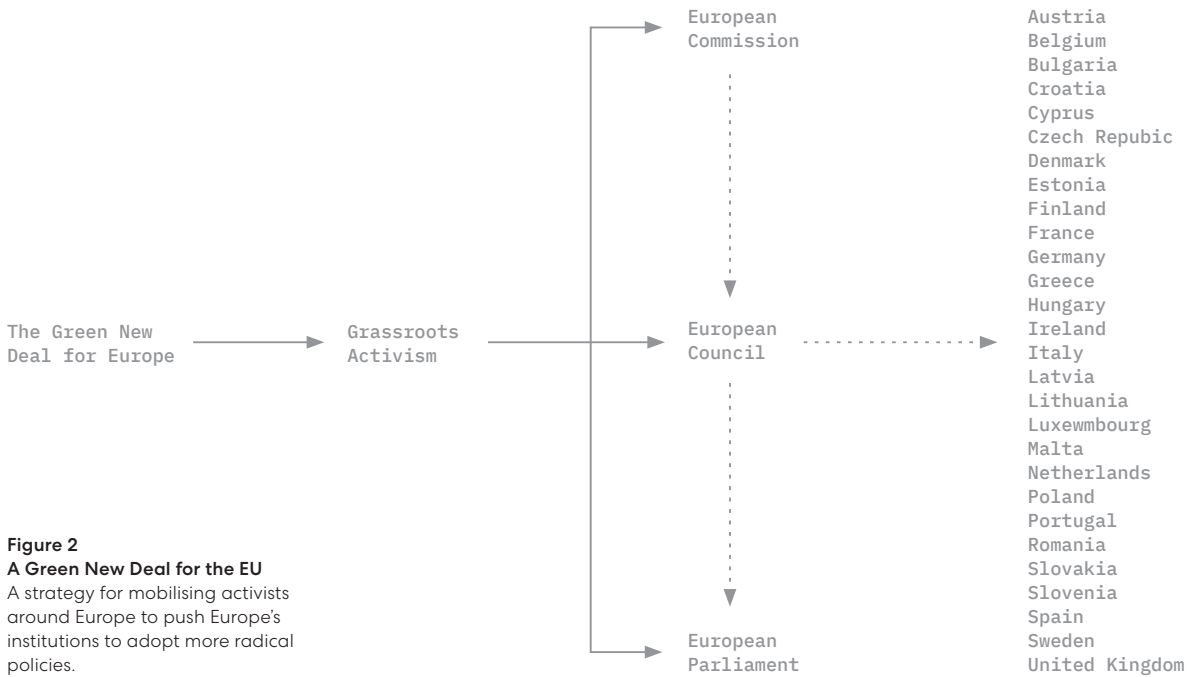 The Green New
Deal for Europe
Grassroots
Activism
European
Commission
European
Council
European
Parliament
Austria
Belgium
Bulgaria
Croatia
Cyprus
Czech Repubic
Denmark
Estonia
Finland
France
Germany
Greece
Hungary
Ireland
Italy
Latvia
Lithuania
Luxewmbourg
Malta
Netherlands
Poland
Portugal
Romania
Slovakia
Slovenia
Spain
Sweden
United Kingdom
Figure 2
A Green New Deal for the EU
A strategy for mobilising activists
around Europe to push Europe’s
institutions to adopt more radical
policies.